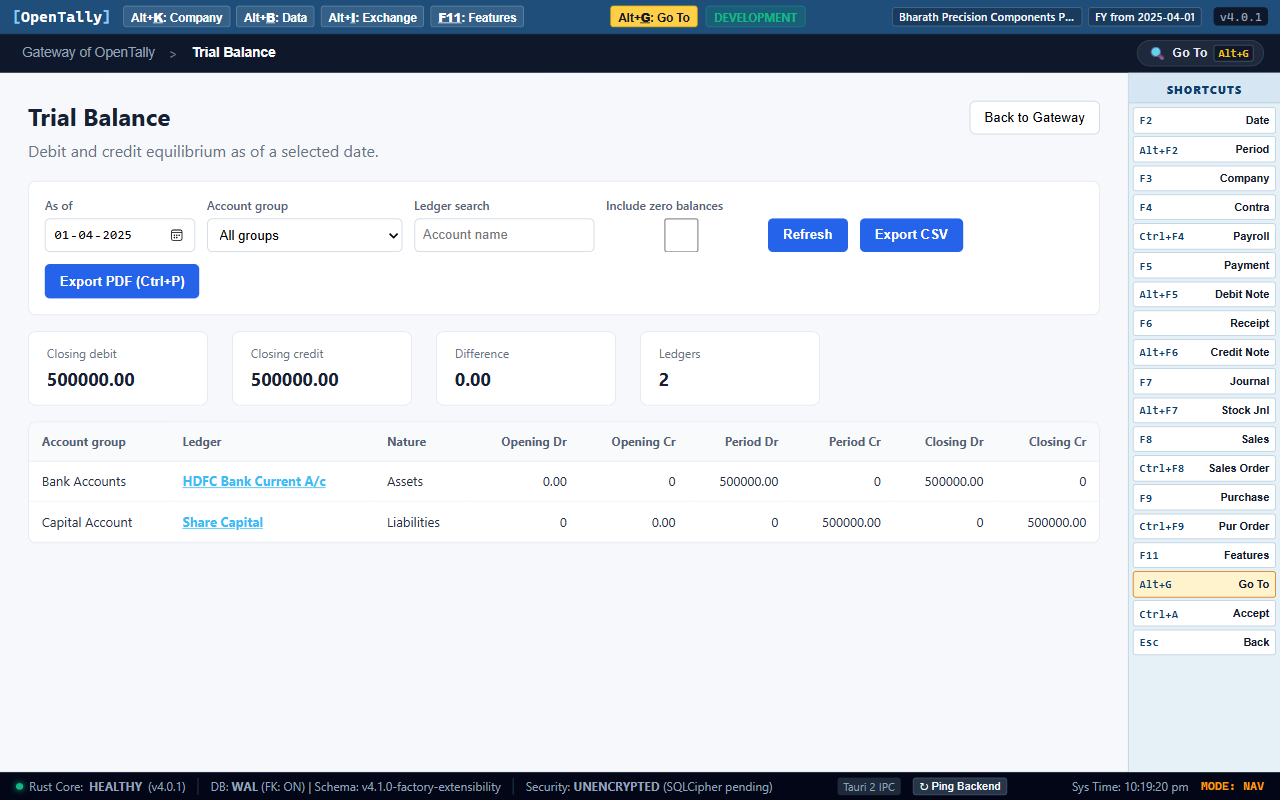 [OpenTally] Alt+K: Company Alt+B: Data Alt+I: Exchange F11: Features Alt+G: Go To DEVELOPMENT Bharath Precision Components P... FY from 2025-04-01 v4.0.1
Gateway of OpenTally > Trial Balance Go To Alt+G
Trial Balance
Back to Gateway
Debit and credit equilibrium as of a selected date.
As of Account group Ledger search Include zero balances
01-04-2025 All groups Account name Refresh Export CSV
Export PDF (Ctrl+P)
Closing debit Closing credit Difference Ledgers
500000.00 500000.00 0.00 2
Account group Ledger Nature Opening Dr Opening Cr Period Dr Period Cr Closing Dr Closing Cr
Bank Accounts HDFC Bank Current A/c Assets 0.00 0 500000.00 0 500000.00 0
Capital Account Share Capital Liabilities 0 0.00 0 500000.00 0 500000.00
SHORTCUTS
F2 Date
Alt+F2 Period
F3 Company
F4 Contra
Ctrl+F4 Payroll
F5 Payment
Alt+F5 Debit Note
F6 Receipt
Alt+F6 Credit Note
F7 Journal
Alt+F7 Stock Jnl
F8 Sales
Ctrl+F8 Sales Order
F9 Purchase
Ctrl+F9 Pur Order
F11 Features
Alt+G Go To
Ctrl+A Accept
Esc Back
Rust Core: HEALTHY (v4.0.1) DB: WAL (FK: ON) | Schema: v4.1.0-factory-extensibility Security: UNENCRYPTED (SQLCipher pending) Tauri 2 IPC ↻ Ping Backend Sys Time: 10:19:20 pm MODE: NAV